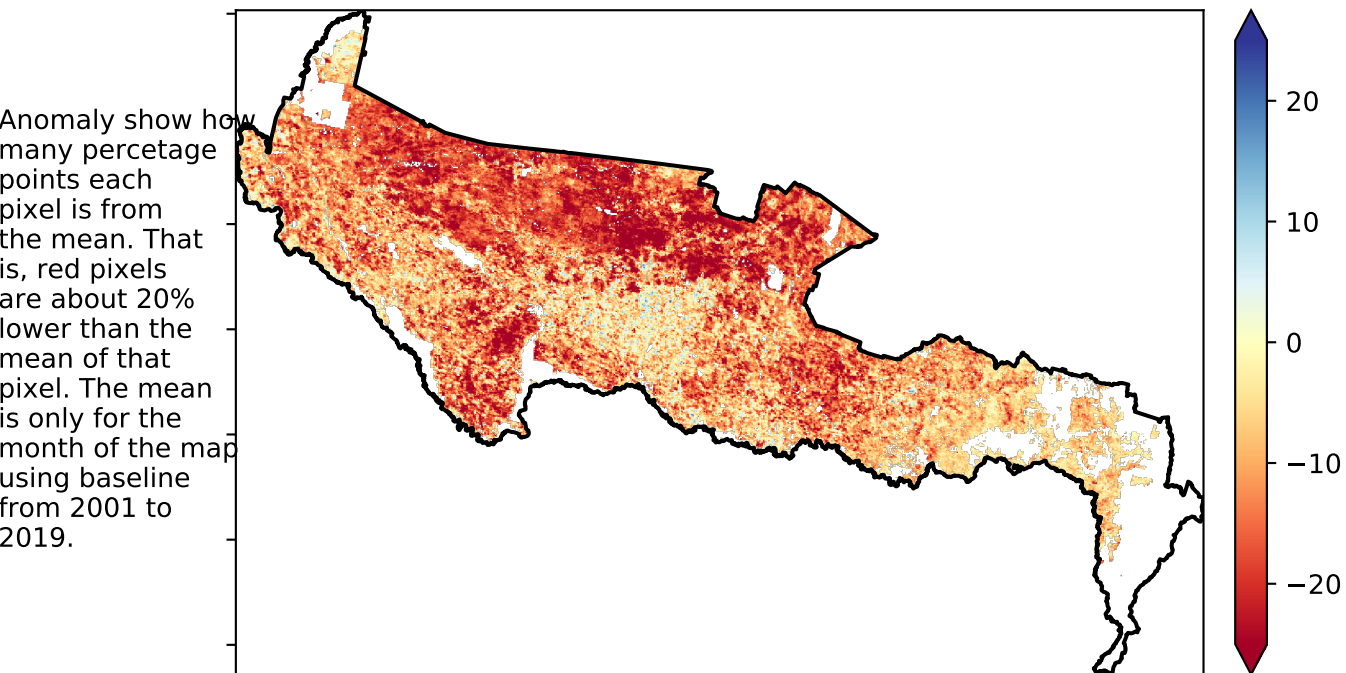 Anomaly show how
many percetage
points each
pixel is from
the mean. That
is, red pixels
are about 20%
lower than the
mean of that
pixel. The mean
is only for the
month of the map
using baseline
from 2001 to
2019.
20
10
0
−10
−20